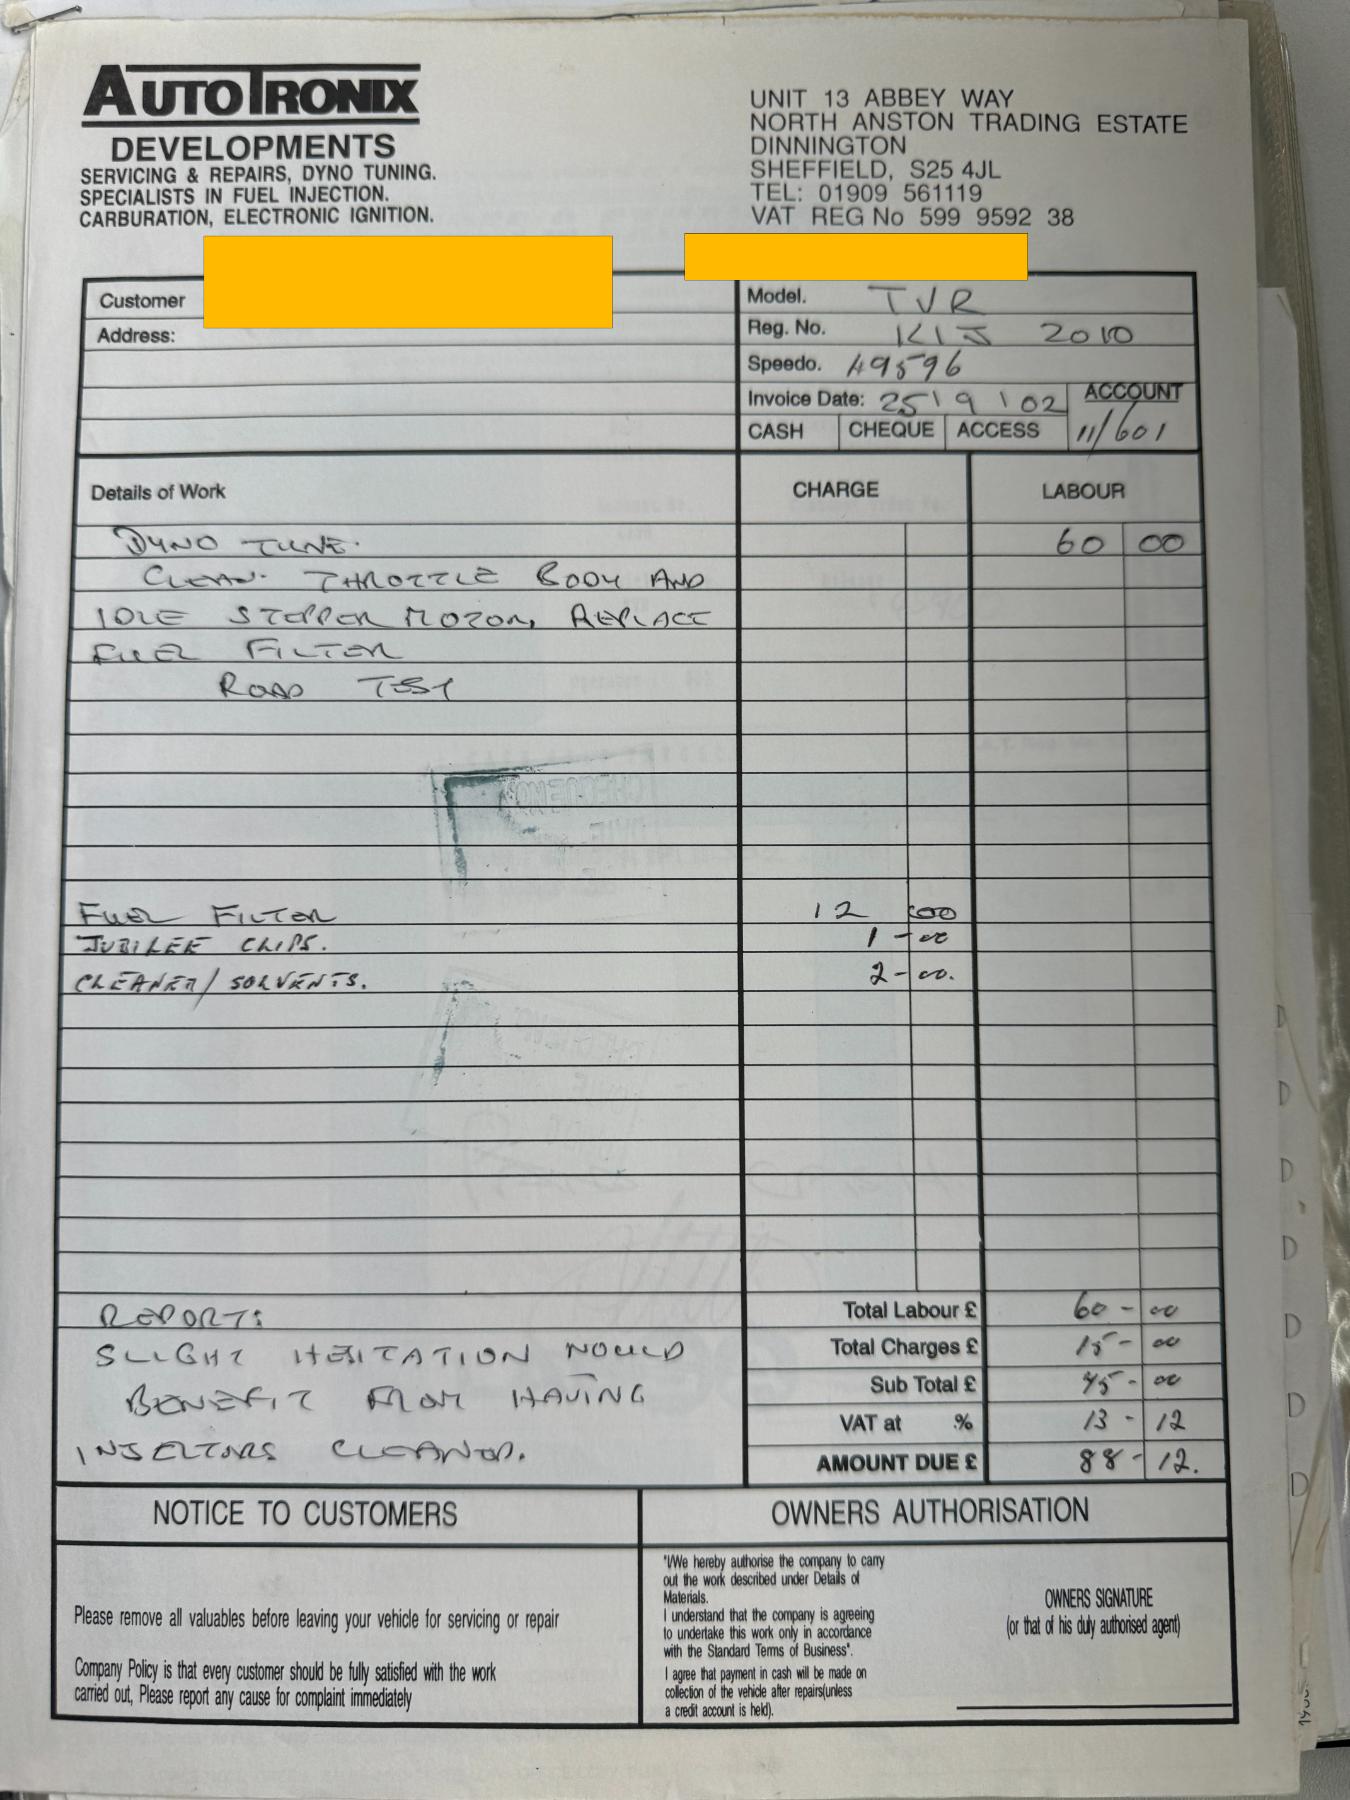 AUTOTRONIX
DEVELOPMENTS
SERVICING & REPAIRS, DYNO TUNING.
SPECIALISTS IN FUEL INJECTION.
CARBURATION, ELECTRONIC IGNITION.
UNIT 13 ABBEY WAY
NORTH ANSTON TRADING ESTATE
DINNINGTON
SHEFFIELD, S25 4JL
TEL: 01909 561119
VAT REG No 599 9592 38
Customer
Address:
Model. TVR
Reg. No. K1J 2010
Speedo. 49596
Invoice Date: 25 9 02 ACCOUNT
CASH CHEQUE ACCESS 11/601
Details of Work CHARGE LABOUR
DYNO TUNE. 60 00
CLEAN. THROTTLE BODY AND
IDLE STEPPER MOTOR, REPLACE
FUEL FILTER
ROAD TEST
FUEL FILTER 12 00
JUBILEE CLIPS. 1-00
CLEANER/SOLVENTS. 2-00.
REPORT:
SLIGHT HESITATION WOULD
BENEFIT FROM HAVING
INJECTORS CLEANED.
Total Labour £ 60-00
Total Charges £ 15-00
Sub Total £ 75-00
VAT at % 13-12
AMOUNT DUE £ 88-12.
NOTICE TO CUSTOMERS
Please remove all valuables before leaving your vehicle for servicing or repair
Company Policy is that every customer should be fully satisfied with the work
carried out, Please report any cause for complaint immediately
OWNERS AUTHORISATION
"I/We hereby authorise the company to carry
out the work described under Details of
Materials.
I understand that the company is agreeing
to undertake this work only in accordance
with the Standard Terms of Business".
I agree that payment in cash will be made on
collection of the vehicle after repairs(unless
a credit account is held).
OWNERS SIGNATURE
(or that of his duly authorised agent)